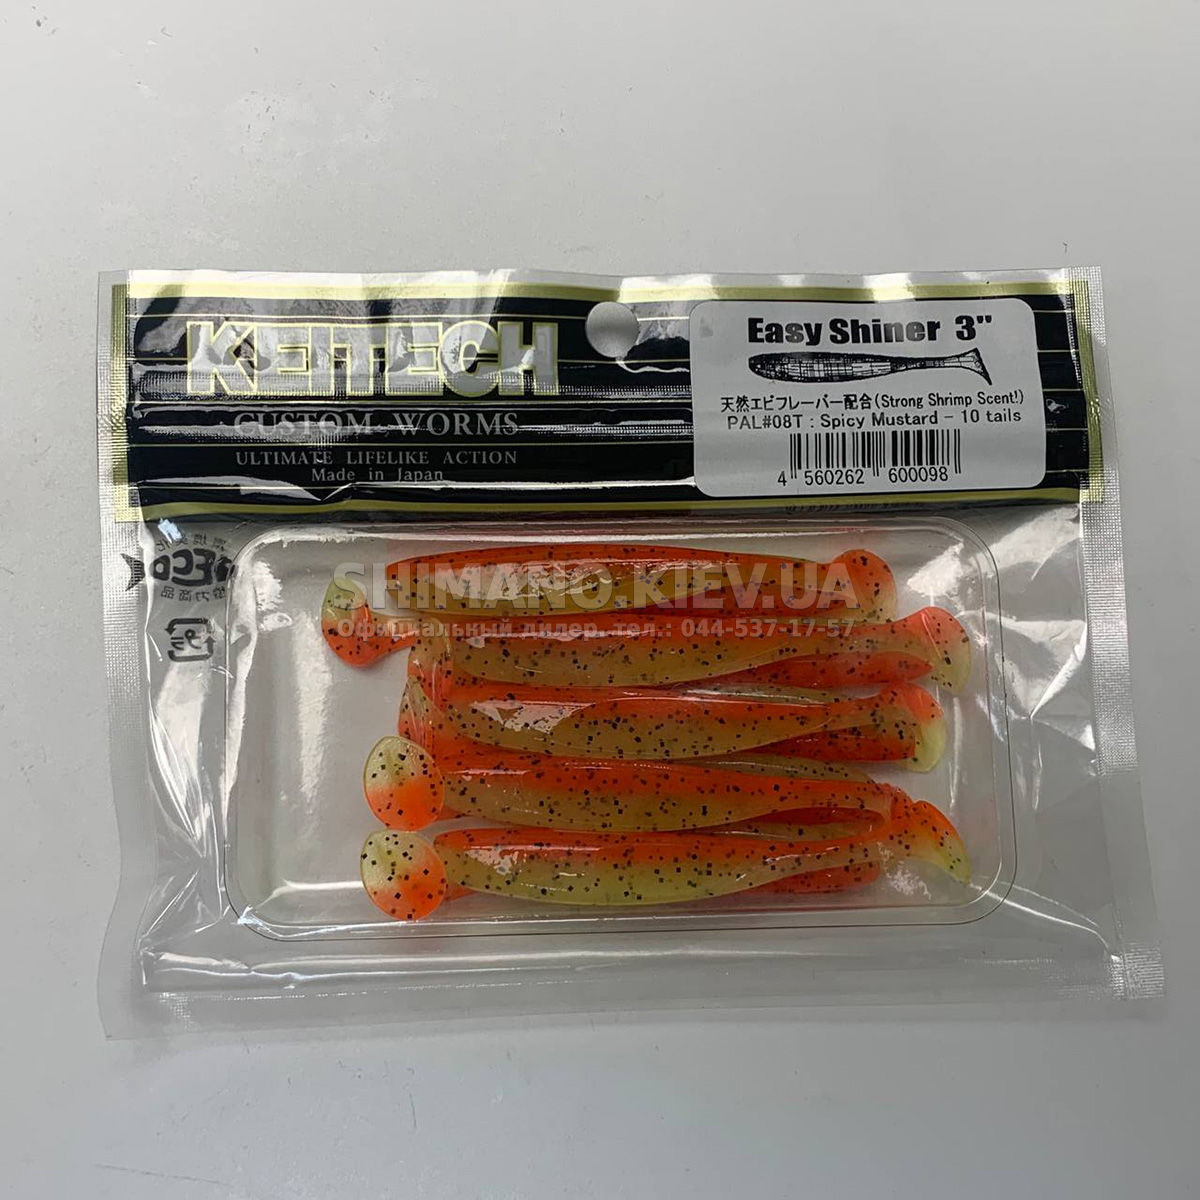 KEITECH
CUSTOM WORMS
ULTIMATE LIFELIKE ACTION
Made in Japan
Easy Shiner 3"
天然エビフレーバー配合(Strong Shrimp Scent!)
PAL#08T : Spicy Mustard - 10 tails
4 560262 600098
SHIMANO.KIEV.UA
Официальный дилер, тел.: 044-537-17-57